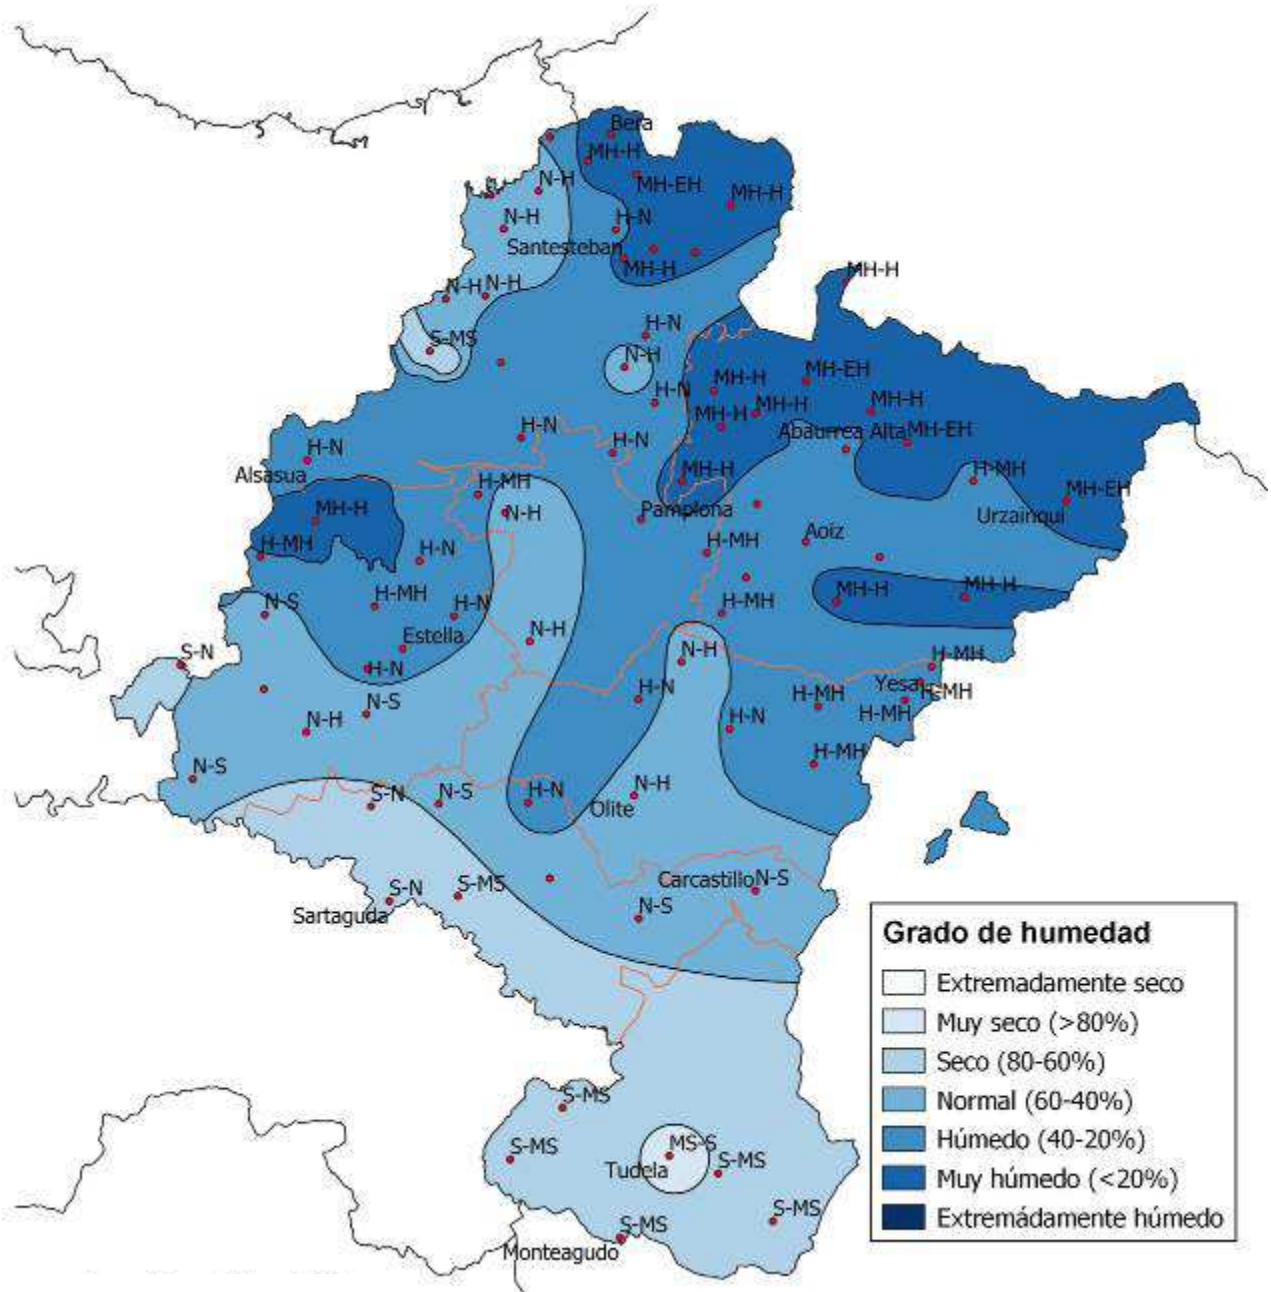 Bera
MH-H
MH-EH
N-H
MH-H
N-H
H-N
Santesteban
MH-H
MH-H
N-H
N-H
H-N
S-MS
N-H
MH-EH
MH-H
H-N
MH-H
MH-H
MH-H
H-N
Abaurrea Alta
MH-EH
H-N
H-N
Alsasua
MH-H
H-MH
H-MH
MH-EH
MH-H
N-H
Pamplona
Urzainqui
Aoiz
H-MH
H-N
H-MH
MH-H
MH-H
H-MH
N-S
H-N
H-MH
Estella
N-H
S-N
H-N
N-H
H-MH
Yesa
H-MH
H-N
N-S
H-MH
H-MH
N-H
H-N
H-MH
N-S
S-N
N-S
H-N
Olite
N-H
Carcastillo
N-S
S-N
S-MS
Sartaguda
N-S
Grado de humedad
Extremadamente seco
Muy seco (>80%)
Seco (80-60%)
Normal (60-40%)
Húmedo (40-20%)
Muy húmedo (<20%)
Extremádamente húmedo
S-MS
MS-S
S-MS
Tudela
S-MS
S-MS
S-MS
Monteagudo